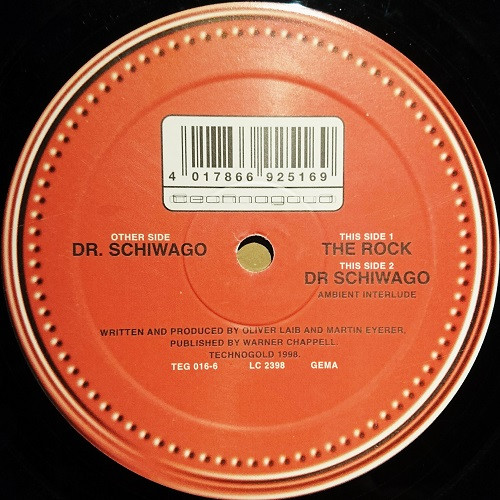 4 017866 925169
technogold
OTHER SIDE
DR. SCHIWAGO
THIS SIDE 1
THE ROCK
THIS SIDE 2
DR SCHIWAGO
AMBIENT INTERLUDE
WRITTEN AND PRODUCED BY OLIVER LAIB AND MARTIN EYERER,
PUBLISHED BY WARNER CHAPPELL.
TECHNOGOLD 1998.
TEG 016-6 LC 2398 GEMA